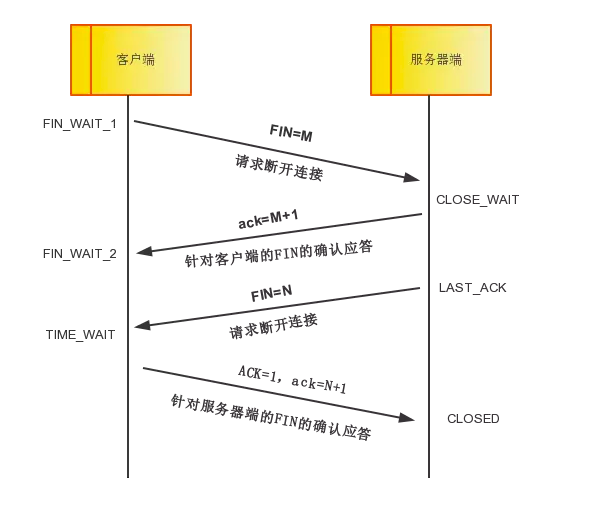 客户端
服务器端
FIN_WAIT_1
FIN=M
请求断开连接
CLOSE_WAIT
ack=M+1
FIN_WAIT_2
针对客户端的FIN的确认应答
FIN=N
LAST_ACK
请求断开连接
TIME_WAIT
ACK=1, ack=N+1
针对服务器端的FIN的确认应答
CLOSED